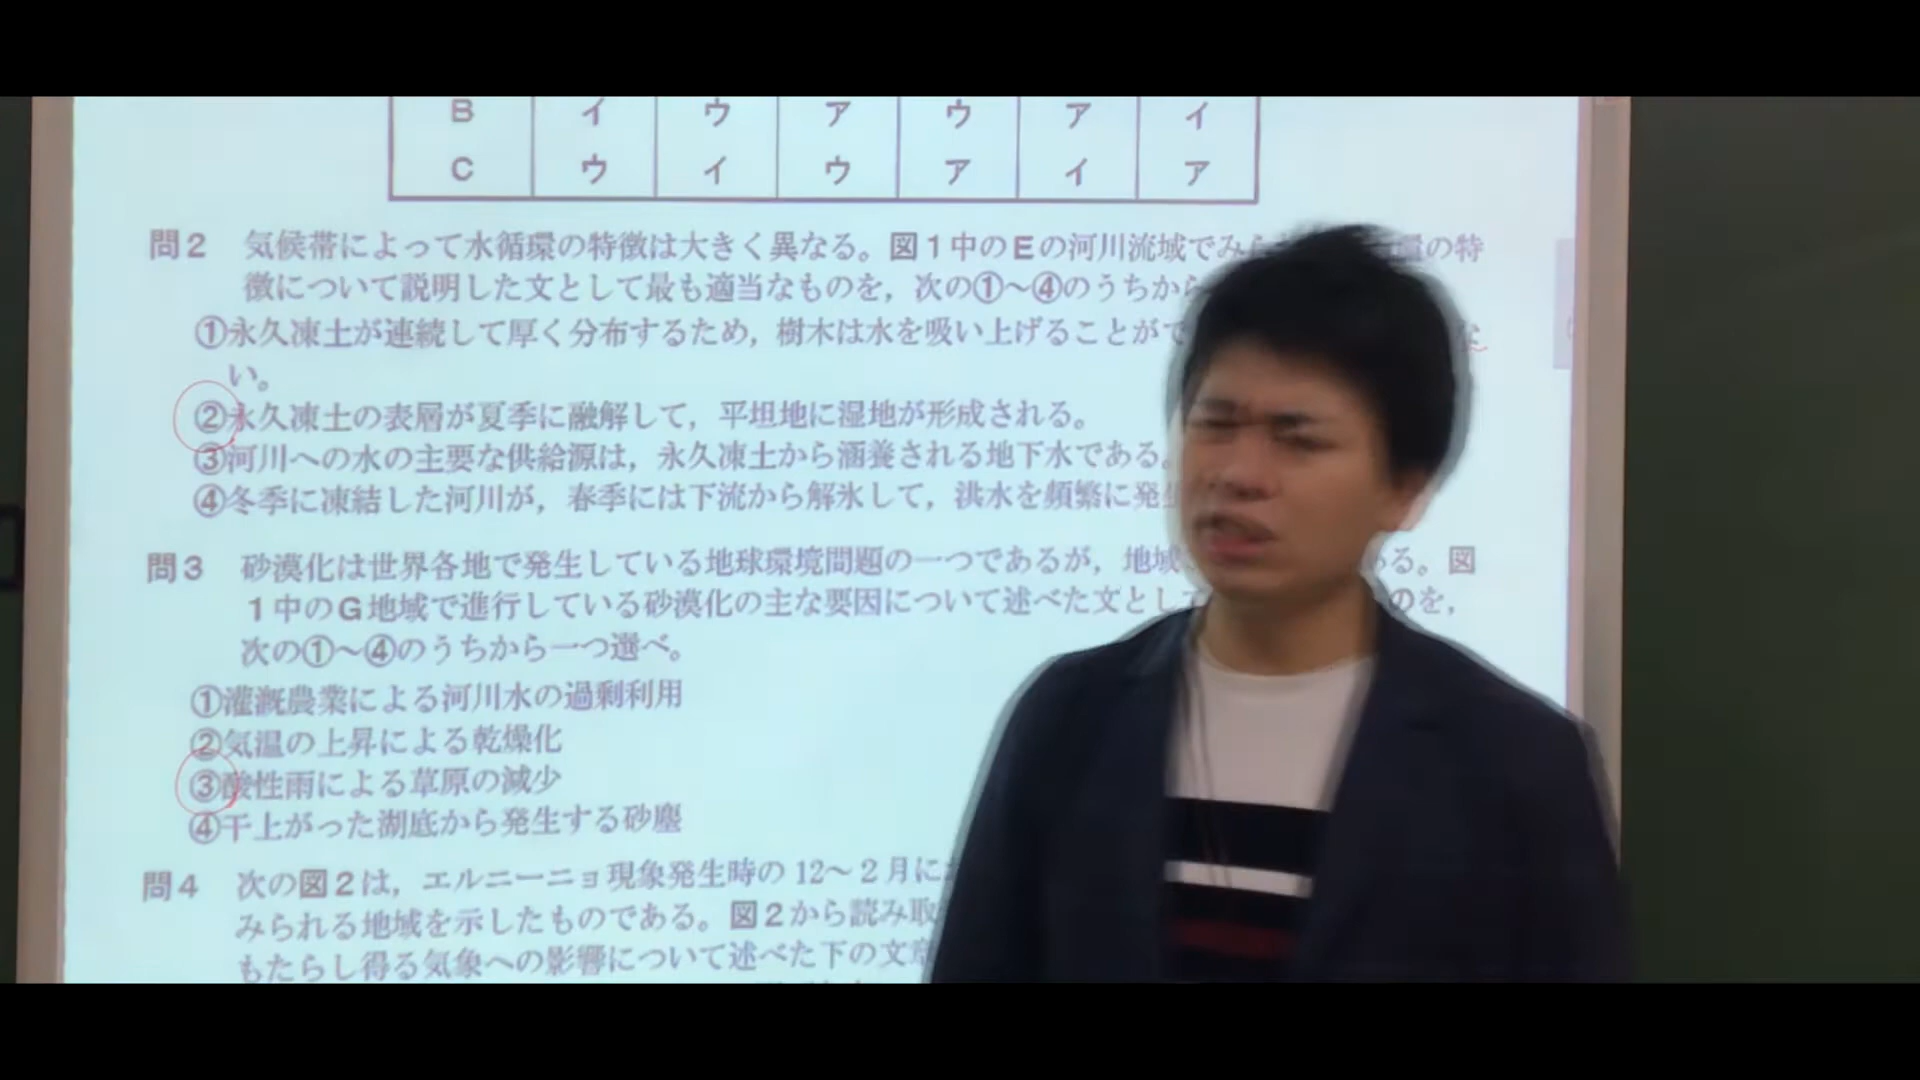 B イ ウ ア ウ ア イ
C ウ イ ウ ア イ ア
問2 気候帯によって水循環の特徴は大きく異なる。図1中のEの河川流域でみら 量の特
徴について説明した文として最も適当なものを，次の①～④のうちから
①永久凍土が連続して厚く分布するため，樹木は水を吸い上げることがで な
い。
②永久凍土の表層が夏季に融解して，平坦地に湿地が形成される。
③河川への水の主要な供給源は，永久凍土から涵養される地下水である。
④冬季に凍結した河川が，春季には下流から解氷して，洪水を頻繁に発生
問3 砂漠化は世界各地で発生している地球環境問題の一つであるが，地域 ある。図
1中のG地域で進行している砂漠化の主な要因について述べた文として のを，
次の①～④のうちから一つ選べ。
①灌漑農業による河川水の過剰利用
②気温の上昇による乾燥化
③酸性雨による草原の減少
④干上がった湖底から発生する砂塵
問4 次の図2は，エルニーニョ現象発生時の12～2月に
みられる地域を示したものである。図2から読み取
もたらし得る気象への影響について述べた下の文章